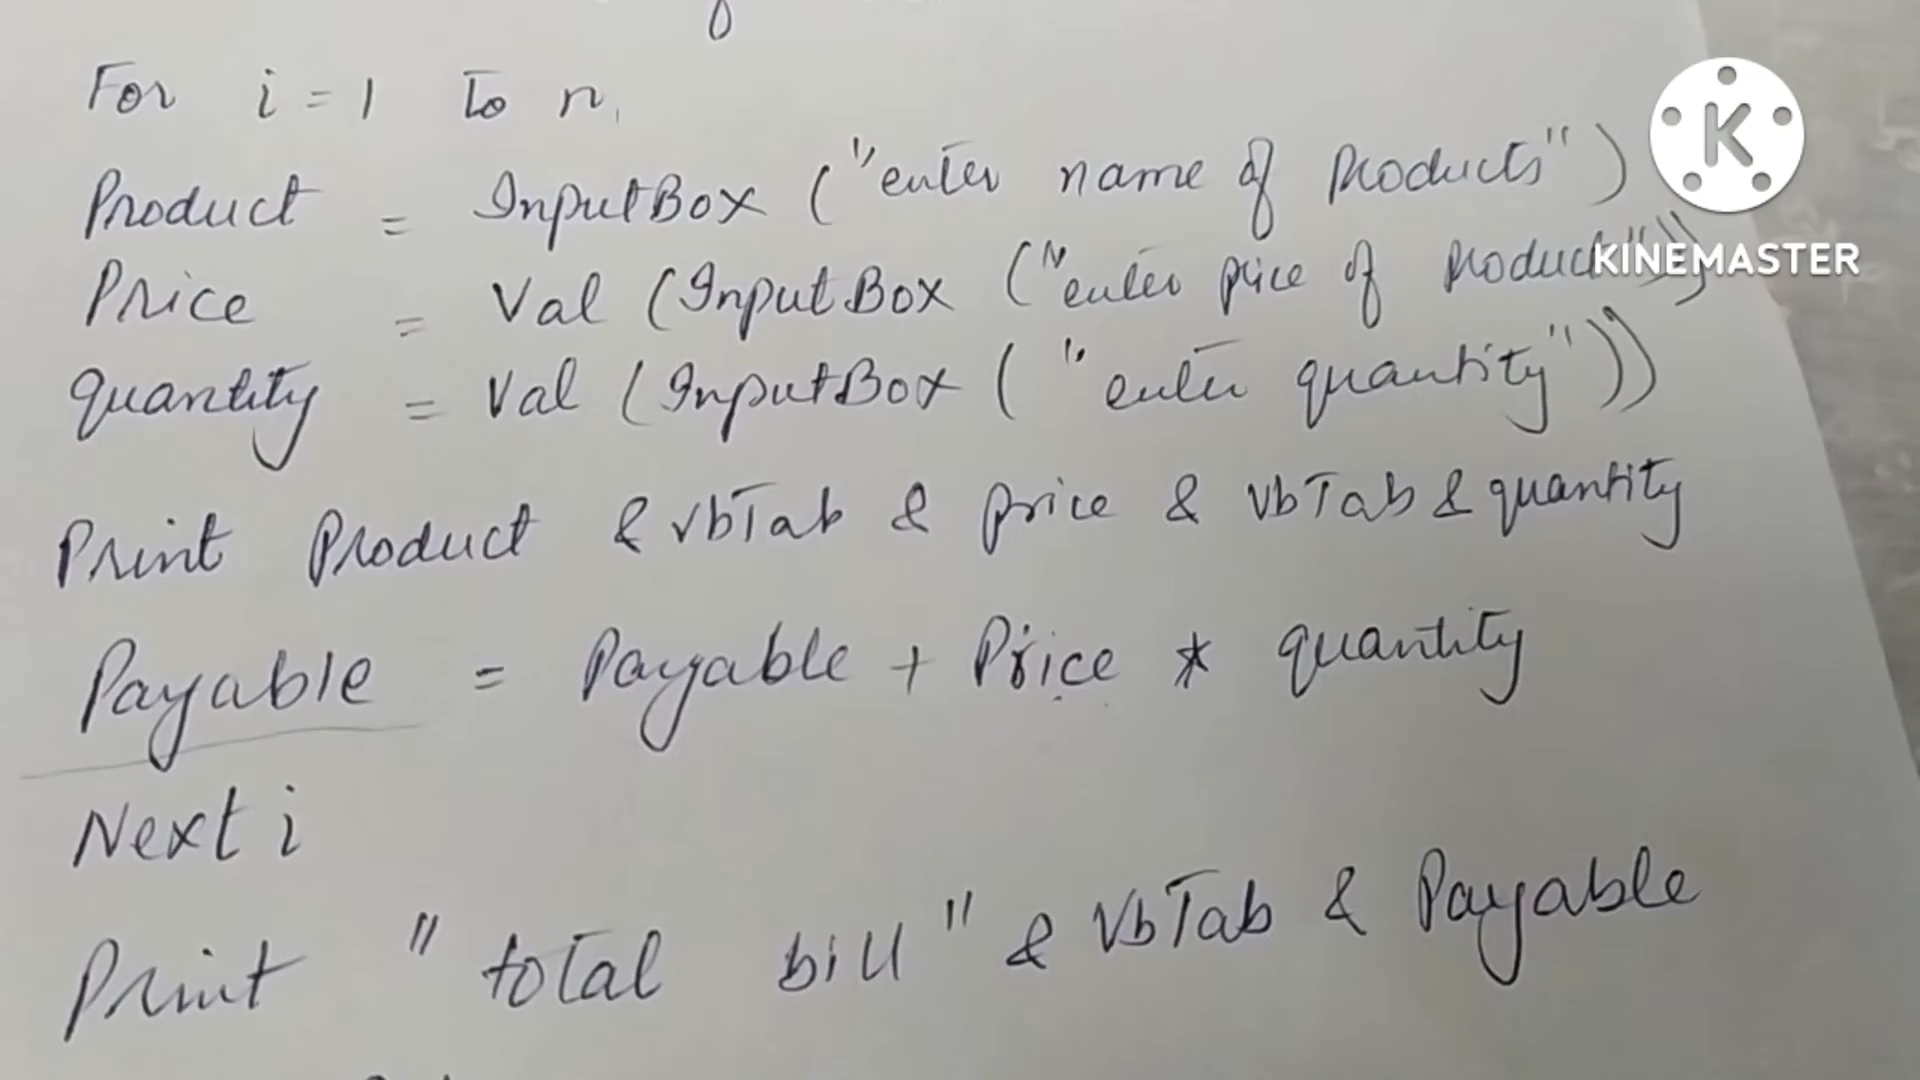 For i = 1 To n
Product = InputBox ("enter name of Products")
Price = Val (InputBox ("enter price of product"))
quantity = Val (InputBox ("enter quantity"))
Print Product & vbTab & price & vbTab & quantity
Payable = Payable + Price * quantity
Next i
Print "total bill" & VbTab & Payable
K
KINEMASTER